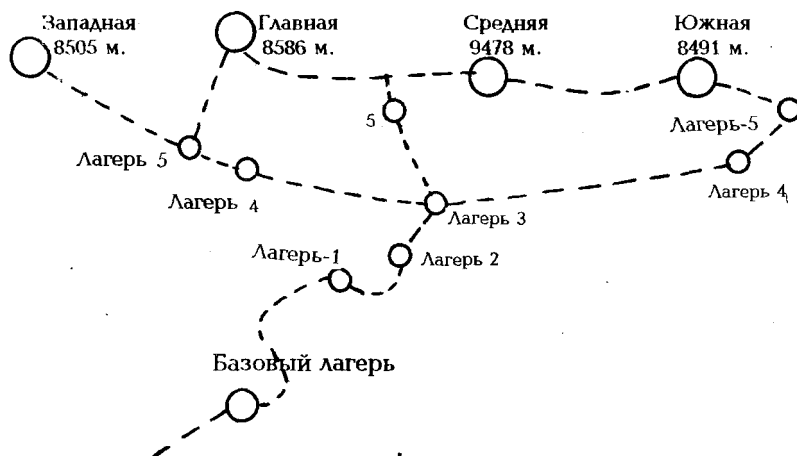 Западная
8505 м.
Главная
8586 м.
Средняя
9478 м.
Южная
8491 м.
5
Лагерь-5
Лагерь 5
Лагерь 4
Лагерь 4
Лагерь 3
Лагерь-1
Лагерь 2
Базовый лагерь